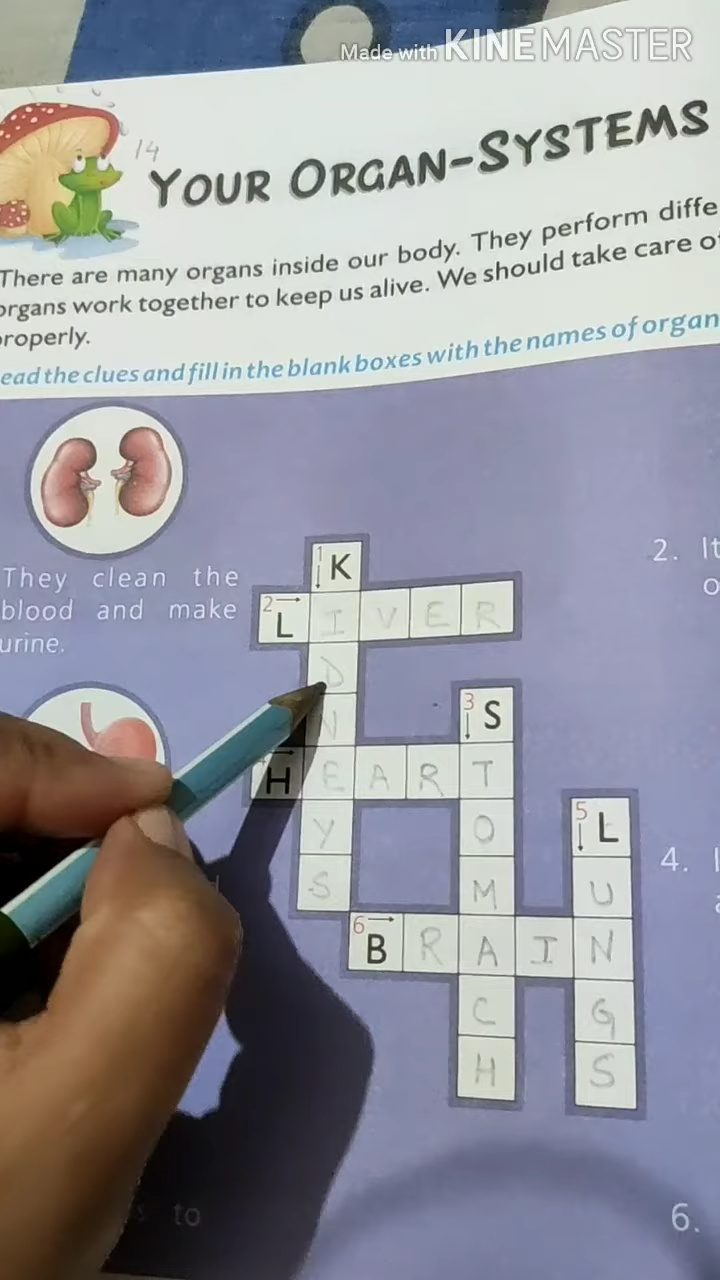 Made with KINEMASTER
14
YOUR ORGAN-SYSTEMS
There are many organs inside our body. They perform
organs work together to keep us alive. We should take care
ead the clues and fill in the blank boxes with the names of organ
They clean the
blood and make
urine.
1 K
2 L I V E R
D
N
3 S
H E A R T
Y O
5 L
S M U
6 B R A I N
C G
H S
2. It
4.
to
6.